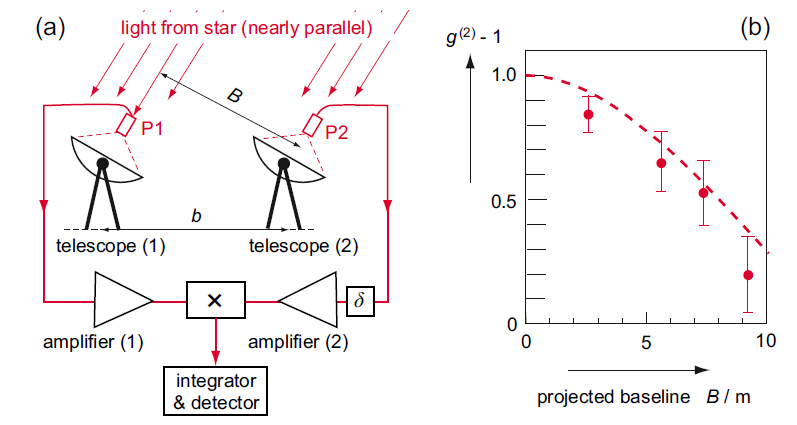 (a)
light from star (nearly parallel)
B
P1
P2
b
telescope (1)
telescope (2)
×
δ
amplifier (1)
amplifier (2)
integrator
& detector
(b)
g(2) - 1
1.0
0.5
0
0
5
10
projected baseline B / m